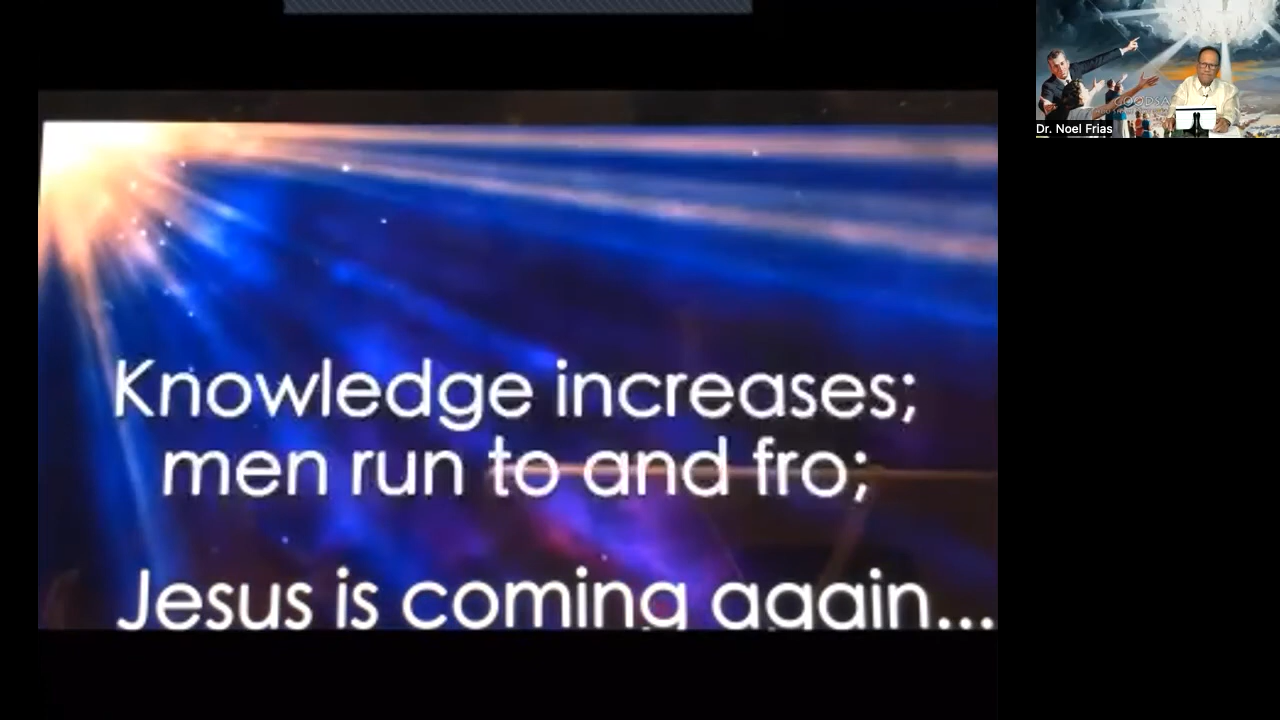 Knowledge increases;
men run to and fro;
Jesus is coming again...
Dr. Noel Frias